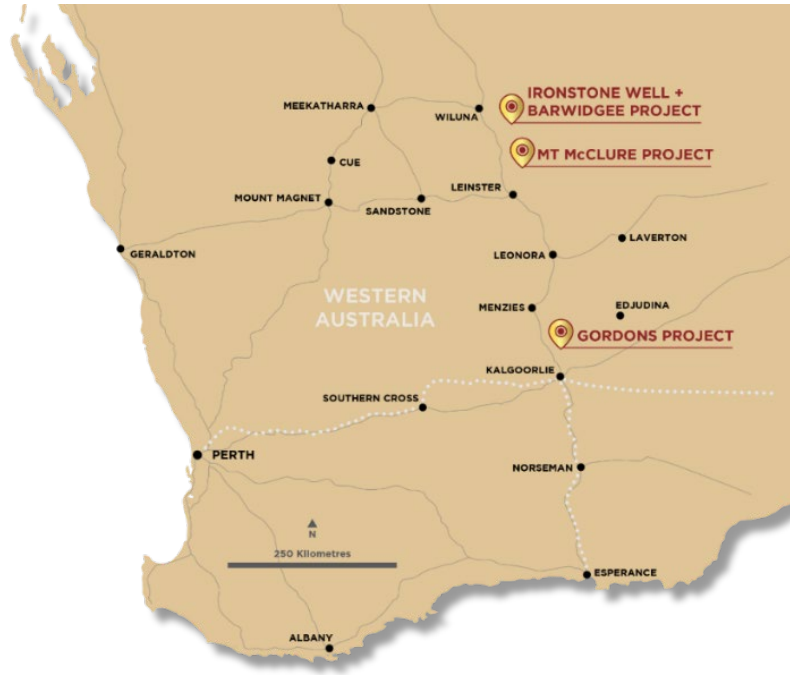 IRONSTONE WELL +
BARWIDGEE PROJECT
MEEKATHARRA
WILUNA
MT McCLURE PROJECT
CUE
LEINSTER
MOUNT MAGNET
SANDSTONE
LAVERTON
GERALDTON
LEONORA
WESTERN
AUSTRALIA
MENZIES
EDJUDINA
GORDONS PROJECT
KALGOORLIE
SOUTHERN CROSS
PERTH
NORSEMAN
N
250 Kilometres
ESPERANCE
ALBANY